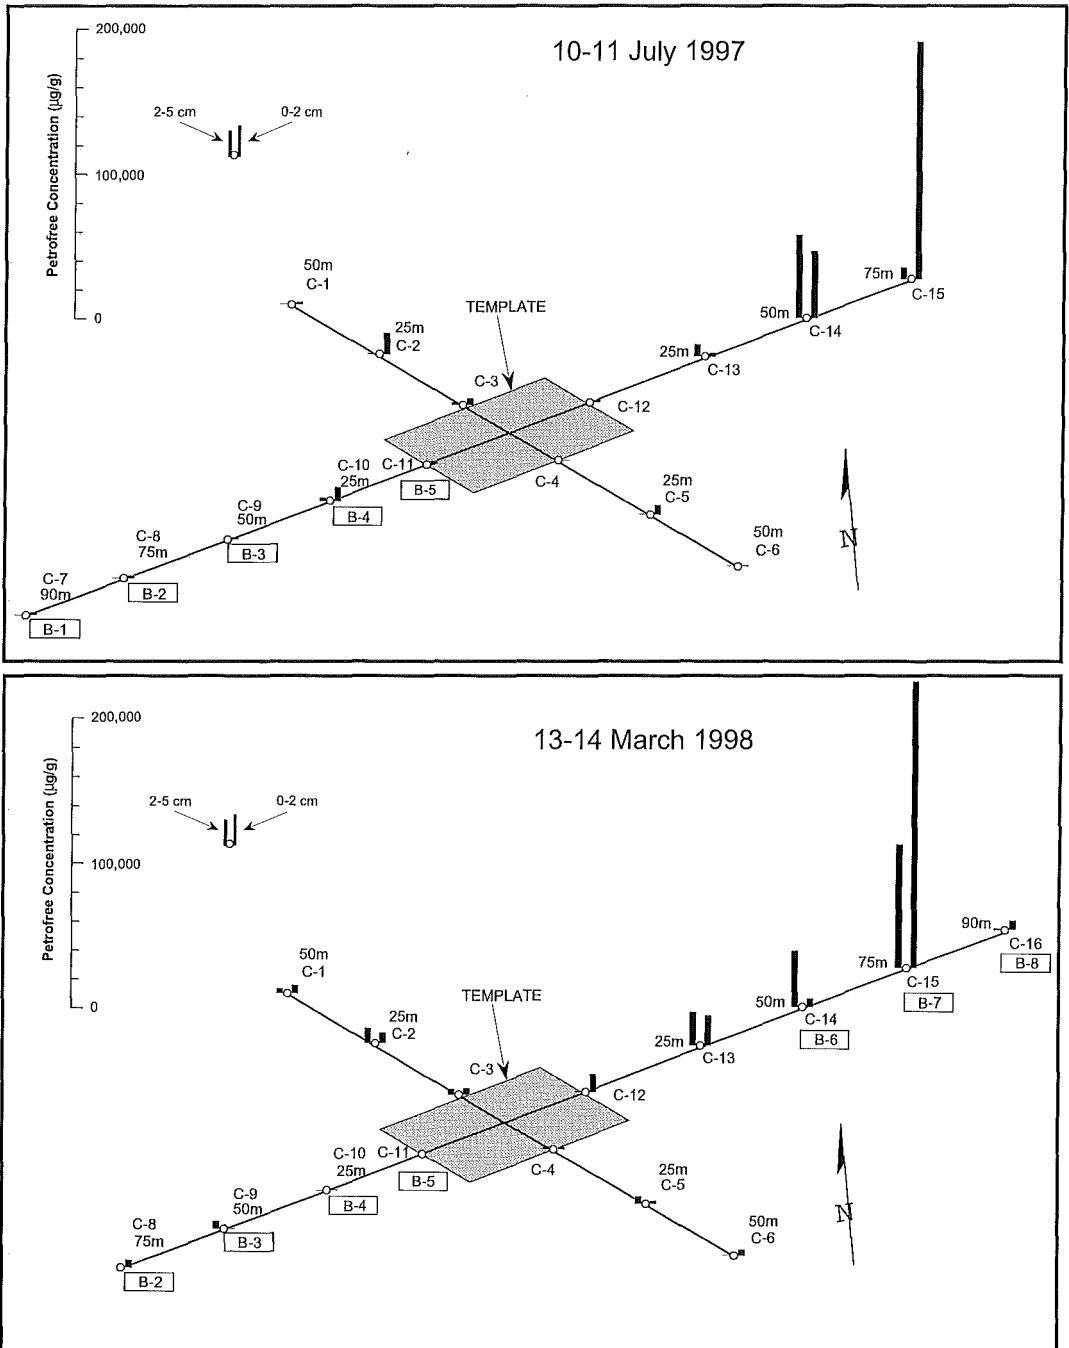 200,000
10-11 July 1997
Petrofree Concentration (µg/g)
2-5 cm
0-2 cm
100,000
0
50m
C-1
25m
C-2
TEMPLATE
C-3
75m
C-15
50m
C-14
25m
C-13
C-12
C-10
C-11
25m
B-5
C-4
25m
C-5
C-9
50m
B-4
C-8
75m
B-3
50m
C-6
N
C-7
90m
B-2
B-1
200,000
13-14 March 1998
Petrofree Concentration (µg/g)
2-5 cm
0-2 cm
100,000
0
50m
C-1
25m
C-2
TEMPLATE
C-3
90m
C-16
B-8
75m
C-15
B-7
50m
C-14
B-6
25m
C-13
C-12
C-10
C-11
25m
B-5
C-4
25m
C-5
C-9
50m
B-4
C-8
75m
B-3
50m
C-6
N
B-2